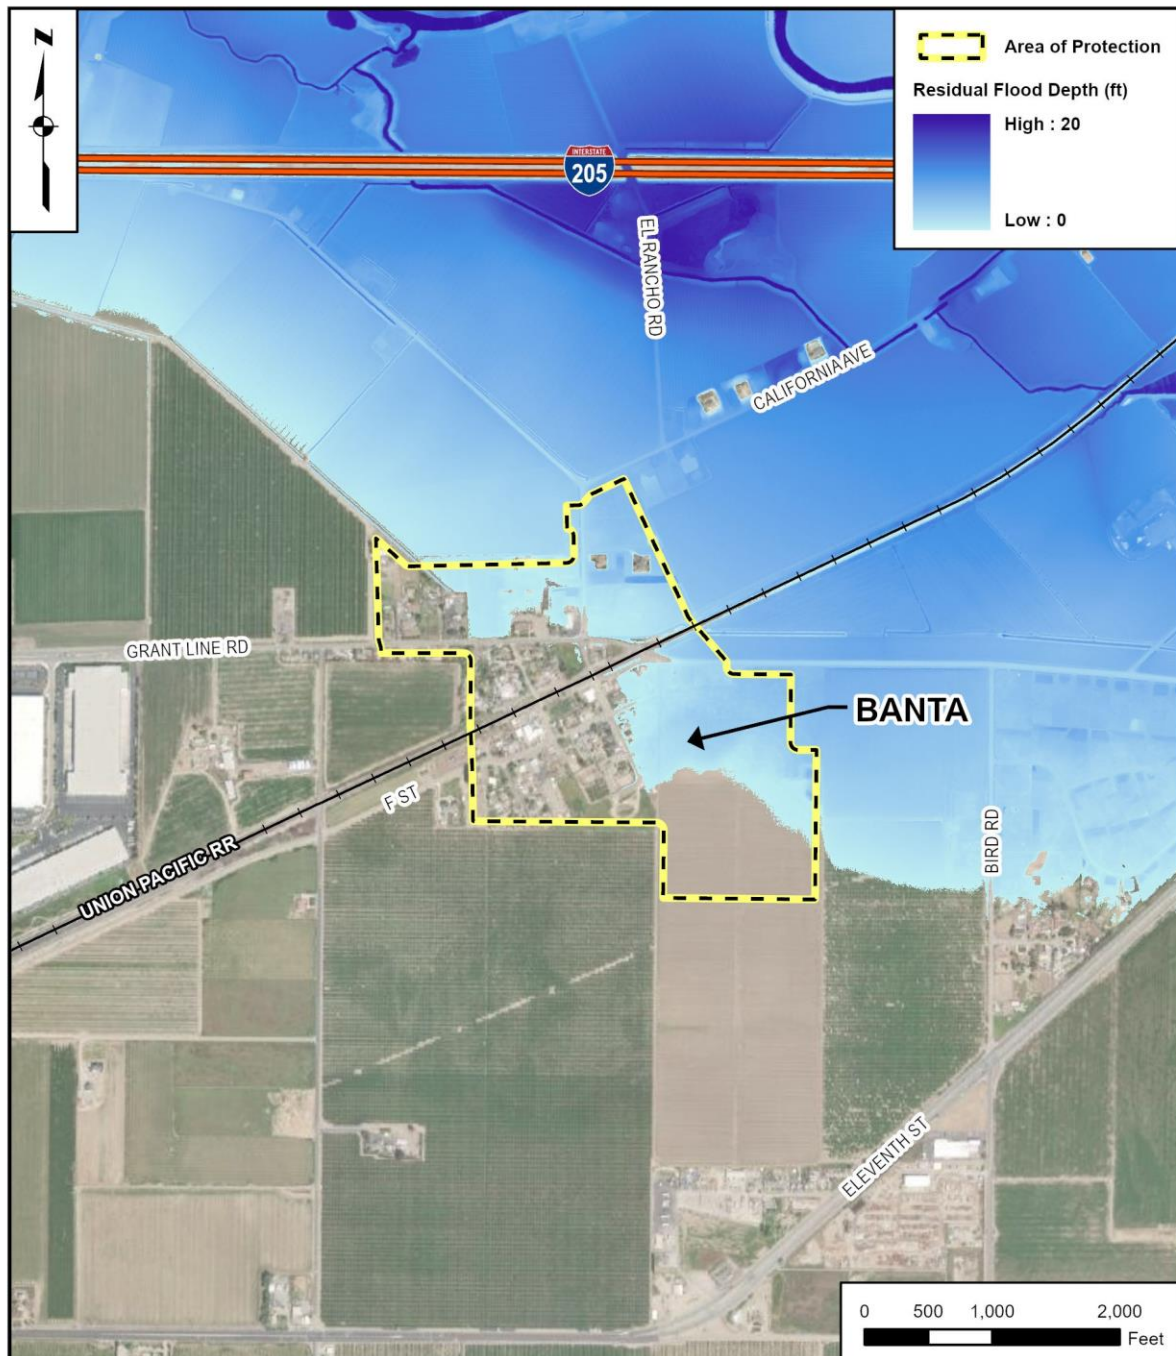 Z
Area of Protection
Residual Flood Depth (ft)
High : 20
Low : 0
INTERSTATE
205
EL RANCHO RD
CALIFORNIA AVE
GRANT LINE RD
BANTA
F ST
UNION PACIFIC RR
BIRD RD
ELEVENTH ST
0 500 1,000 2,000
Feet